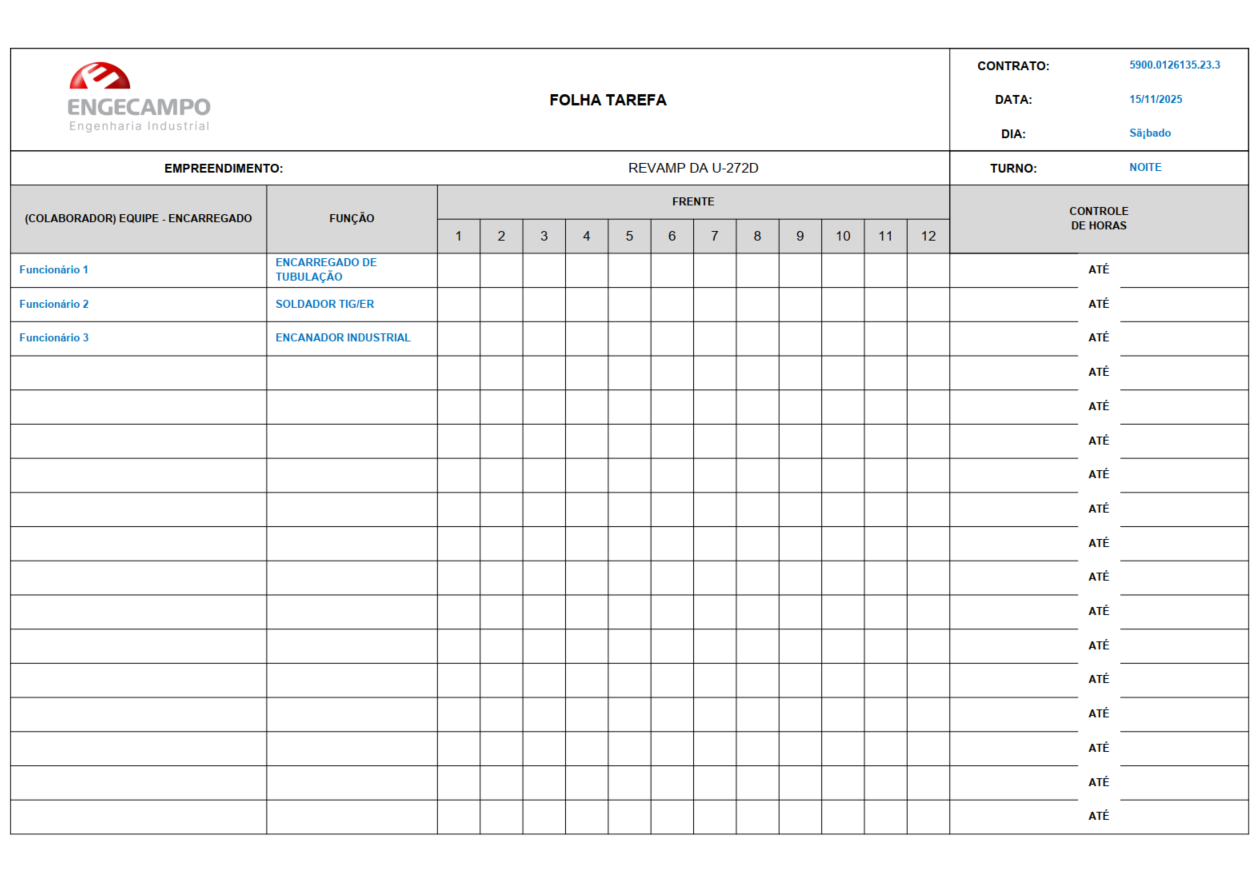 ENGECAMPO
Engenharia Industrial
FOLHA TAREFA
CONTRATO: 5900.0126135.23.3
DATA: 15/11/2025
DIA: Sã¡bado
EMPREENDIMENTO: REVAMP DA U-272D TURNO: NOITE
(COLABORADOR) EQUIPE - ENCARREGADO FUNÇÃO FRENTE CONTROLE
DE HORAS
1 2 3 4 5 6 7 8 9 10 11 12
Funcionário 1 ENCARREGADO DE
TUBULAÇÃO ATÉ
Funcionário 2 SOLDADOR TIG/ER ATÉ
Funcionário 3 ENCANADOR INDUSTRIAL ATÉ
ATÉ
ATÉ
ATÉ
ATÉ
ATÉ
ATÉ
ATÉ
ATÉ
ATÉ
ATÉ
ATÉ
ATÉ
ATÉ
ATÉ